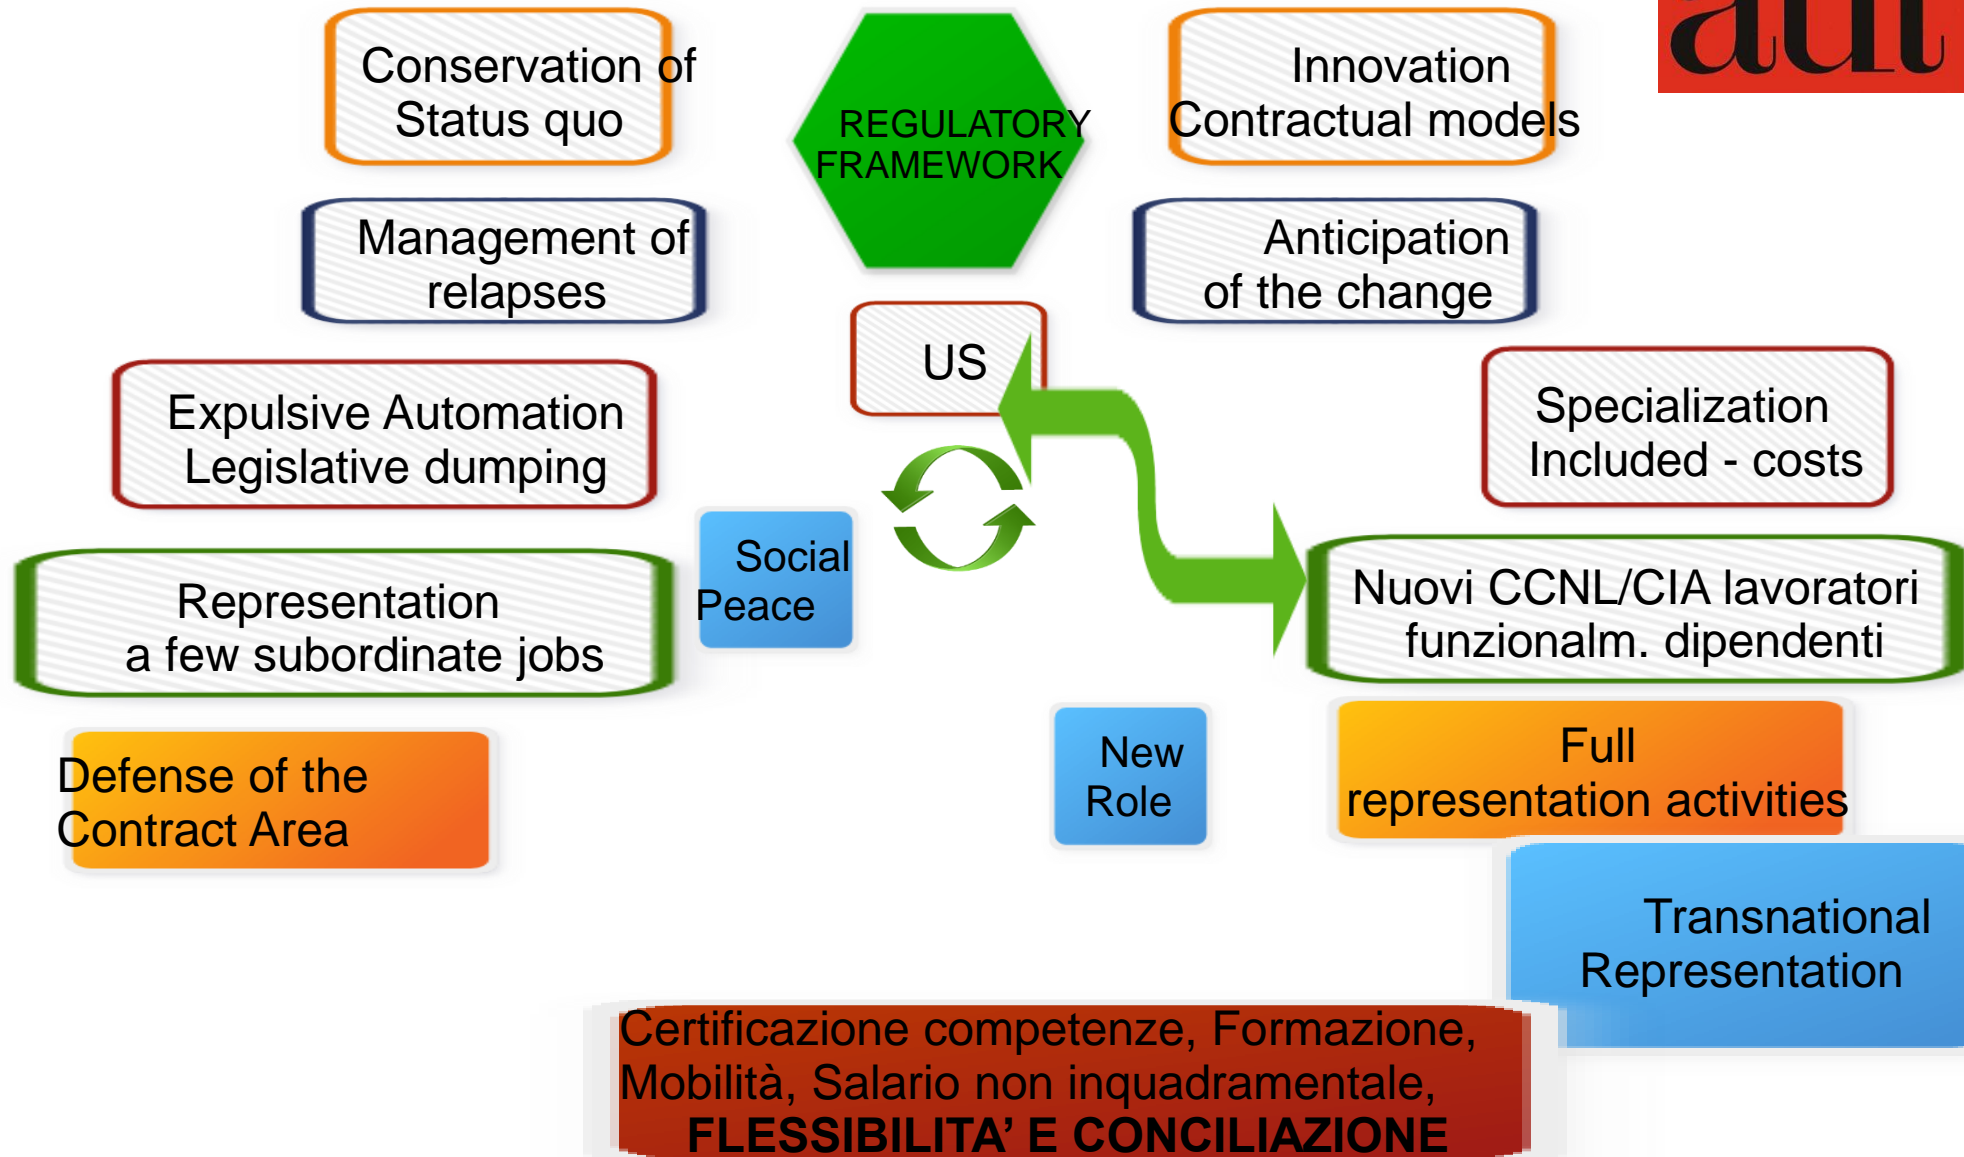 aut
Conservation of
Status quo
REGULATORY
FRAMEWORK
Innovation
Contractual models
Management of
relapses
Anticipation
of the change
US
Expulsive Automation
Legislative dumping
Specialization
Included - costs
Social
Peace
Representation
a few subordinate jobs
Nuovi CCNL/CIA lavoratori
funzionalm. dipendenti
Defense of the
Contract Area
New
Role
Full
representation activities
Transnational
Representation
Certificazione competenze, Formazione,
Mobilità, Salario non inquadramentale,
FLESSIBILITA’ E CONCILIAZIONE